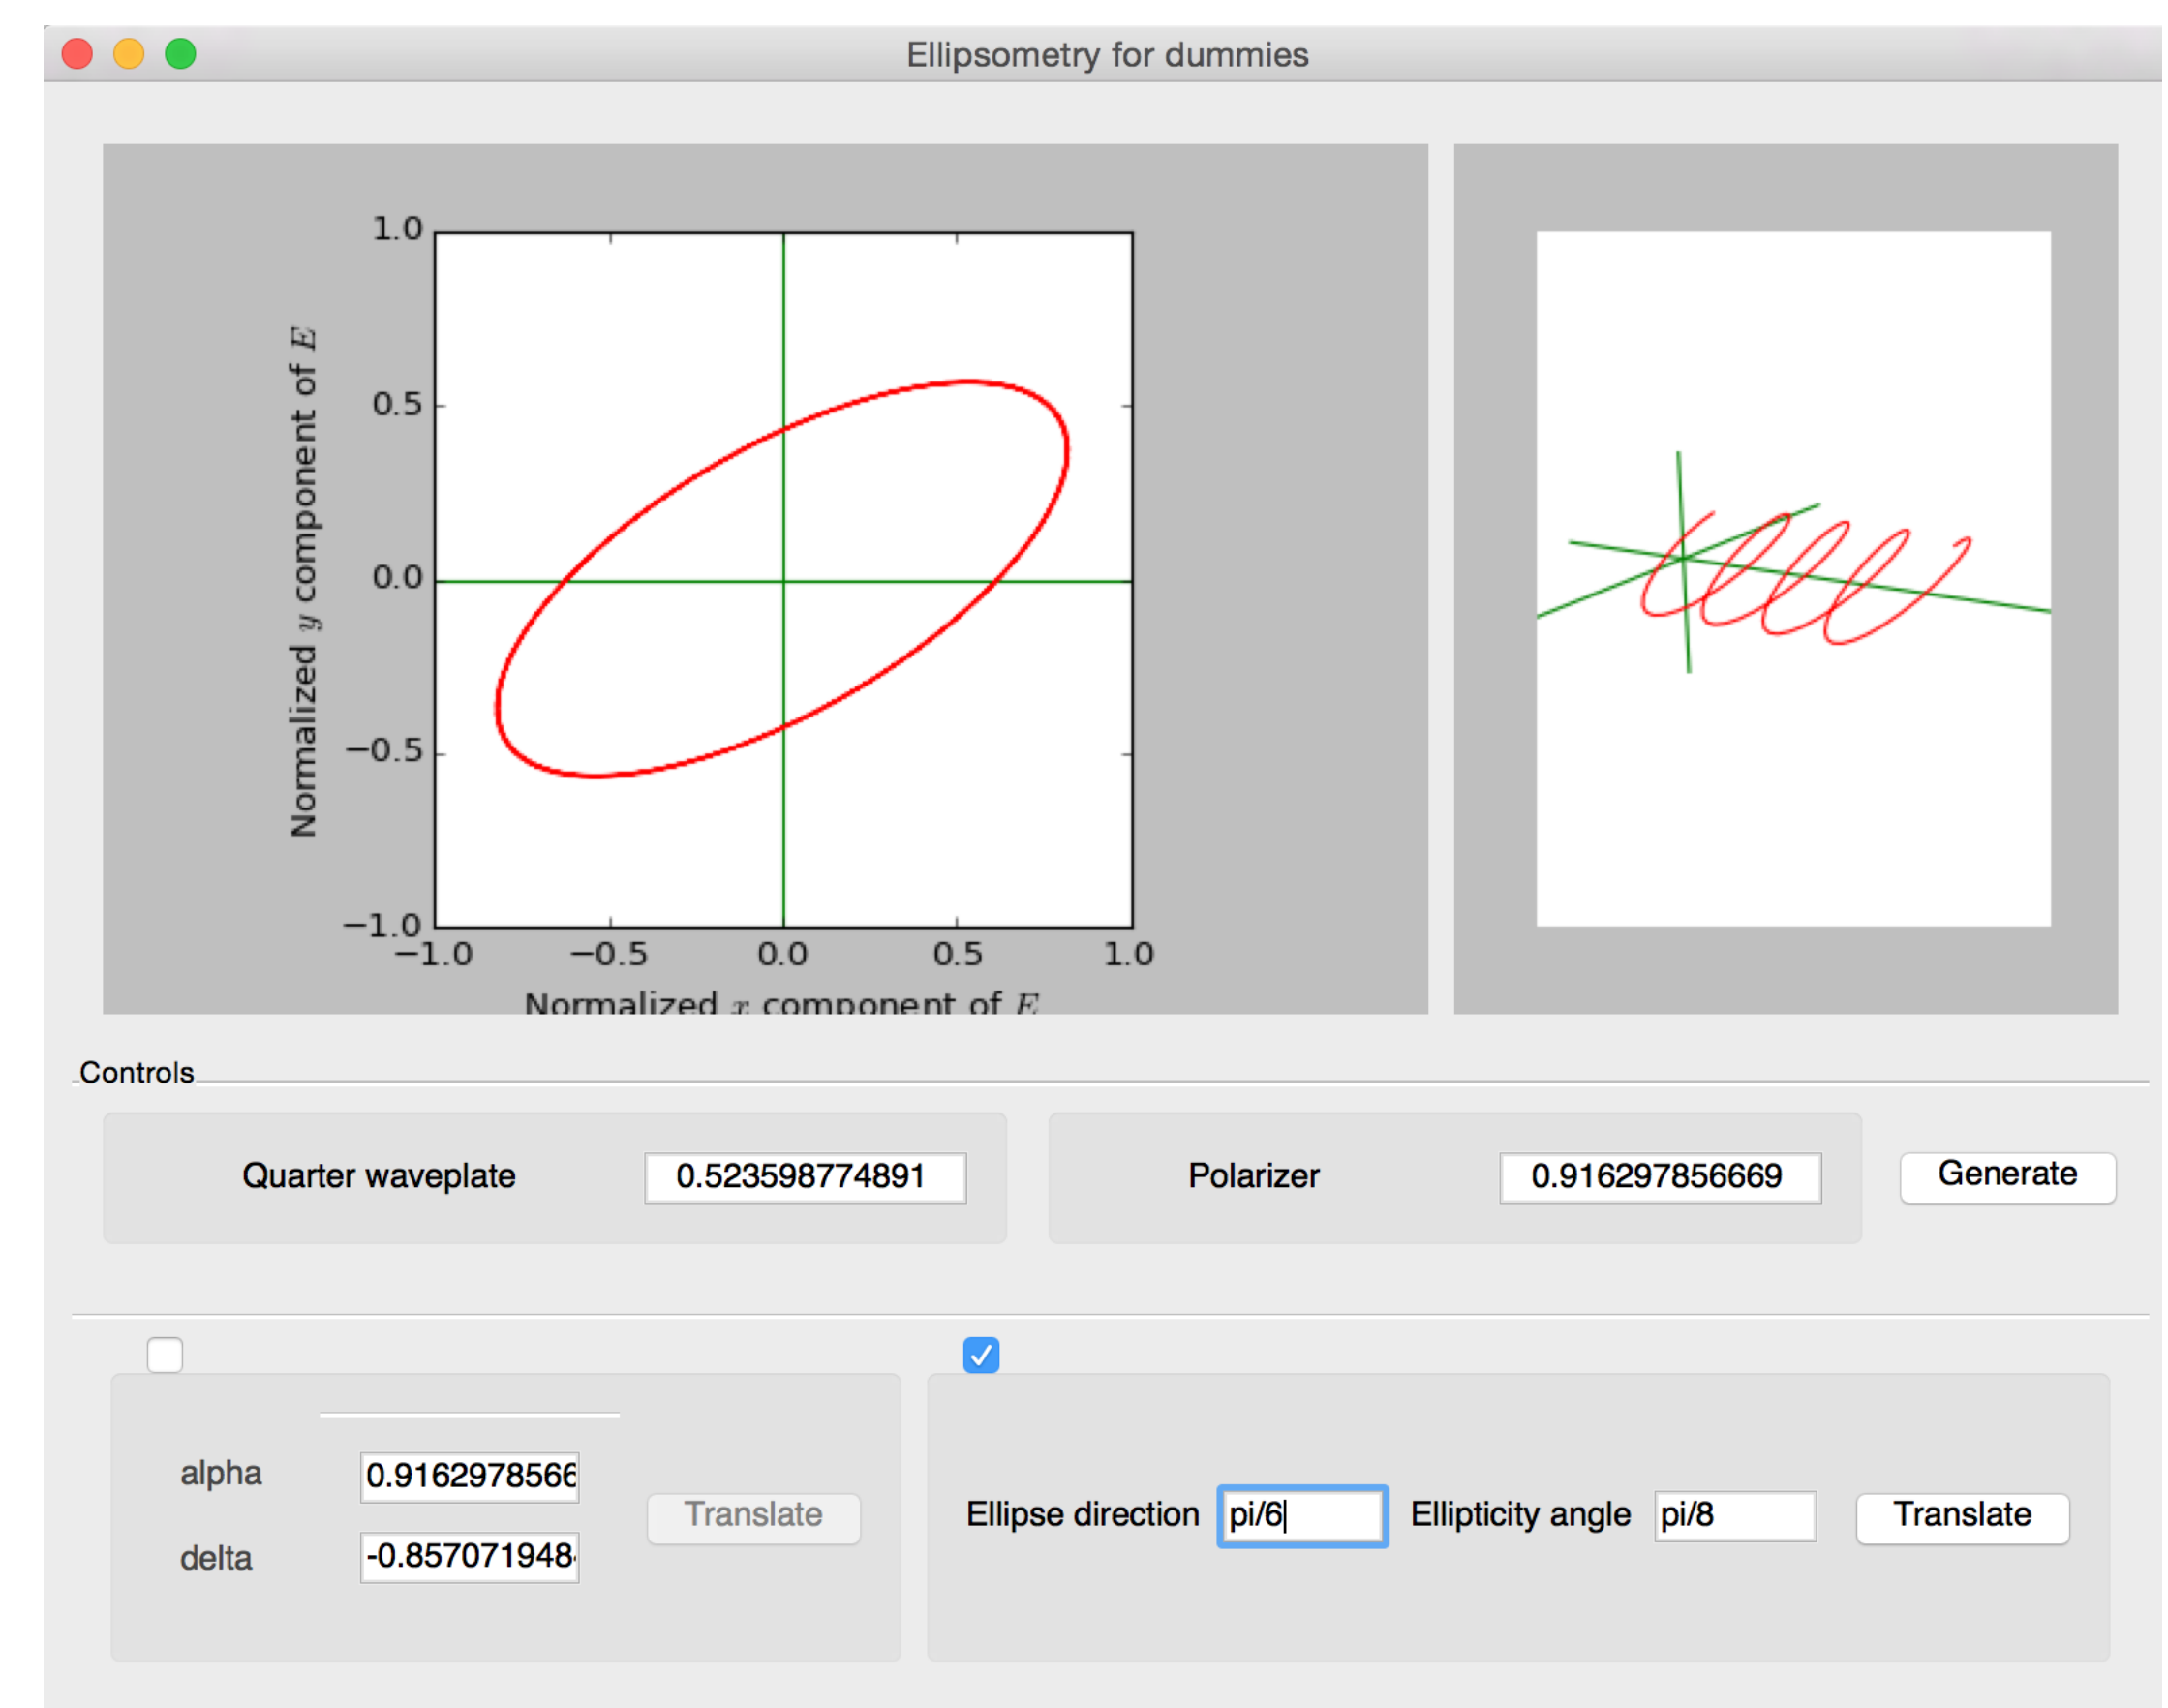 Ellipsometry for dummies
1.0
0.5
0.0
−0.5
−1.0
Normalized y component of E
−1.0 −0.5 0.0 0.5 1.0
Normalized x component of E
Controls
Quarter waveplate 0.523598774891 Polarizer 0.916297856669 Generate
alpha 0.9162978566
delta -0.857071948
Translate
Ellipse direction pi/6 Ellipticity angle pi/8 Translate